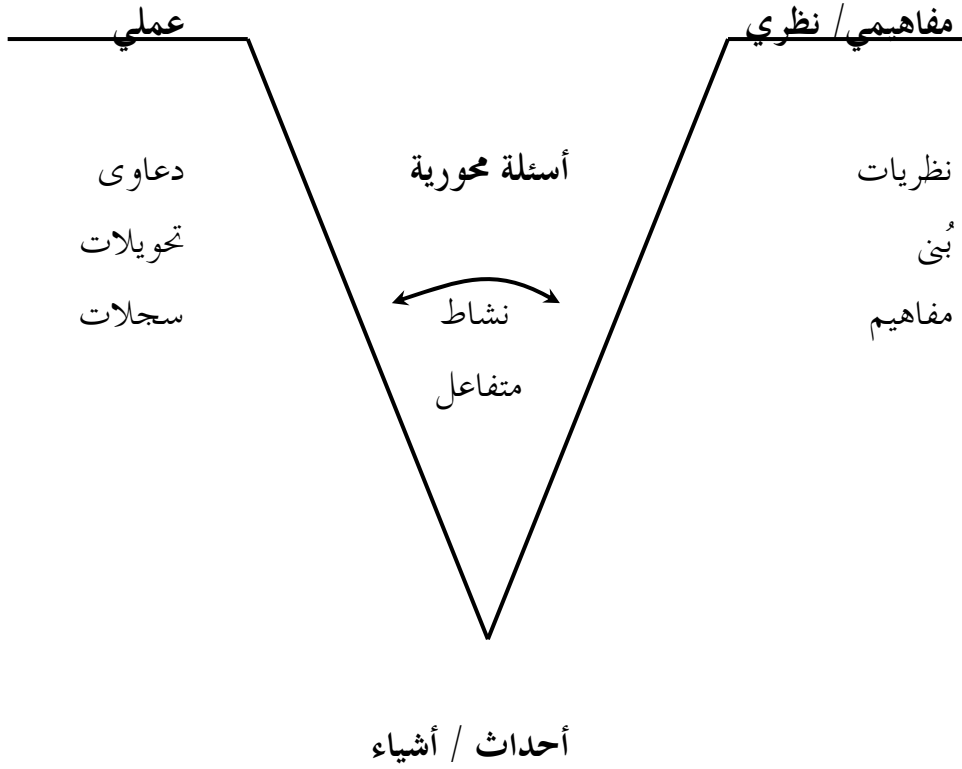 مفاهيمي/ نظري
عملي
أسئلة محورية
نظريات
دعاوى
بُنى
تحويلات
مفاهيم
نشاط
سجلات
متفاعل
أحداث / أشياء